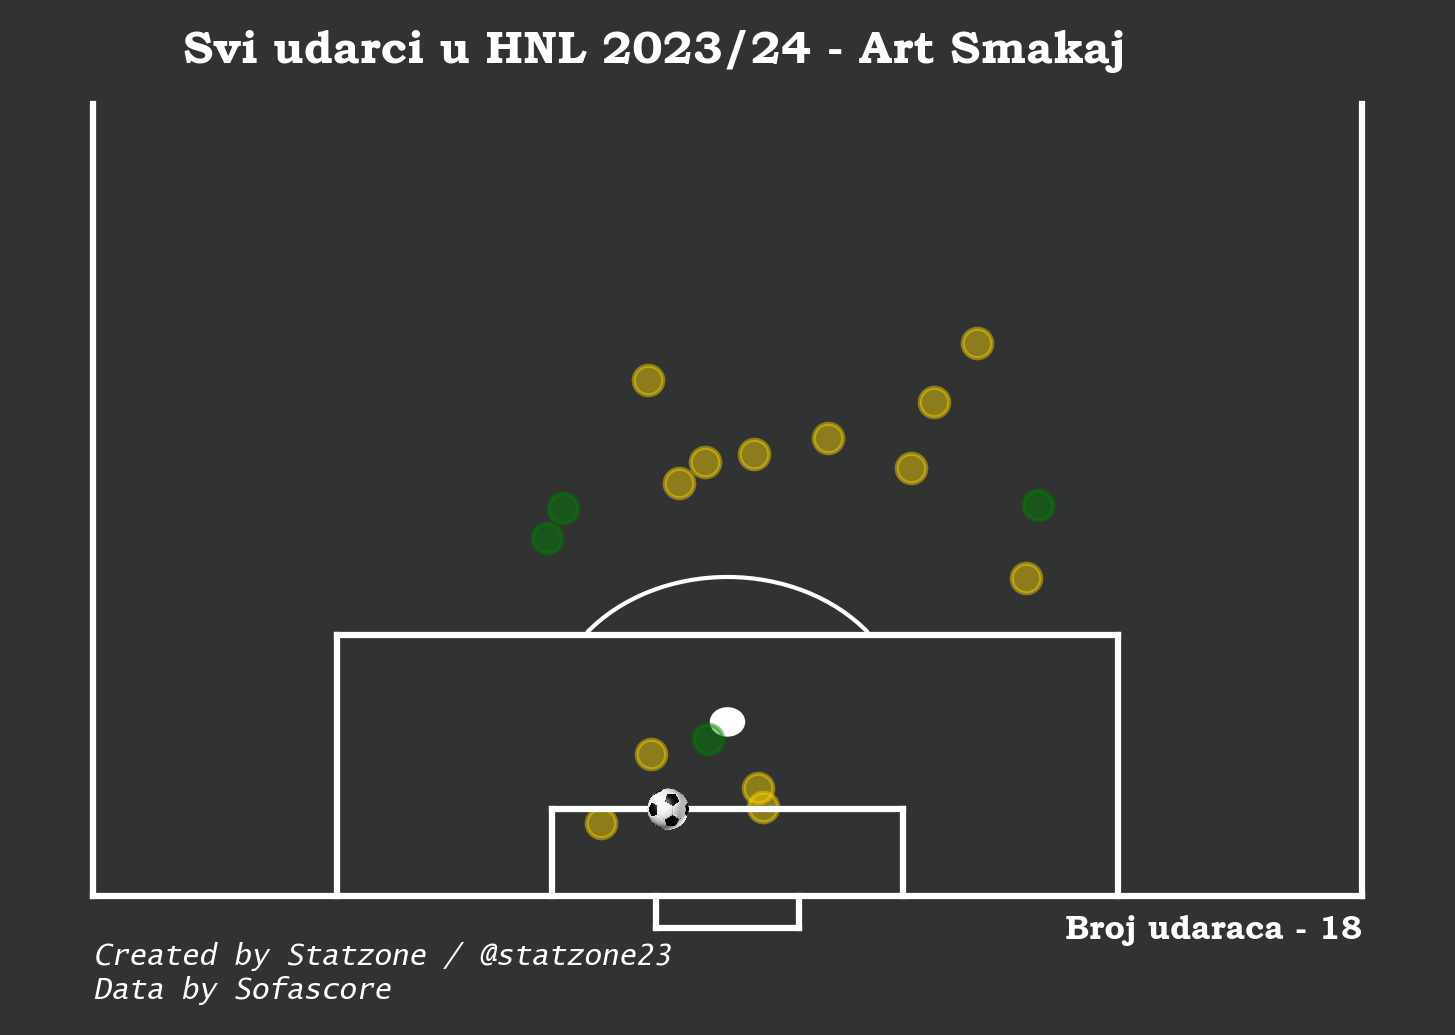 Svi udarci u HNL 2023/24 - Art Smakaj
Broj udaraca - 18
Created by Statzone / @statzone23
Data by Sofascore